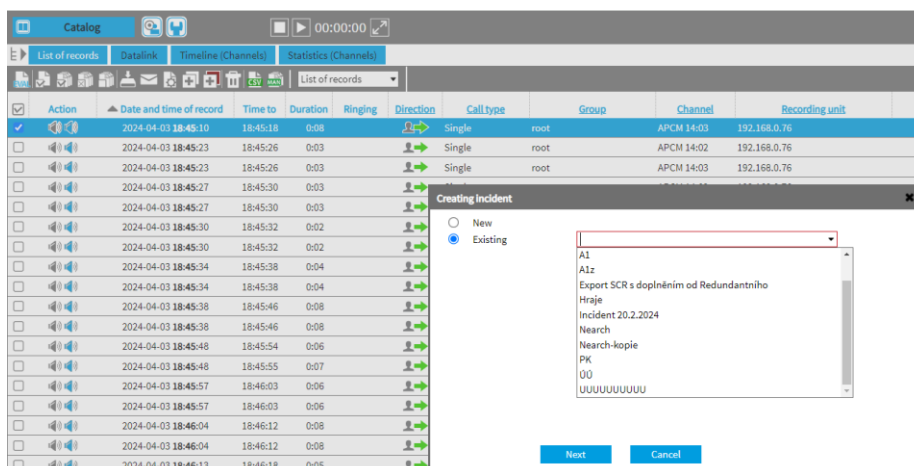 Catalog 00:00:00
List of records Datalink Timeline (Channels) Statistics (Channels)
CSV List of records
Action Date and time of record Time to Duration Ringing Direction Call type Group Channel Recording unit
2024-04-03 18:45:10 18:45:18 0:08 Single root APCM 14:03 192.168.0.76
2024-04-03 18:45:23 18:45:26 0:03 Single root APCM 14:02 192.168.0.76
2024-04-03 18:45:23 18:45:26 0:03 Single root APCM 14:03 192.168.0.76
2024-04-03 18:45:27 18:45:30 0:03
2024-04-03 18:45:27 18:45:30 0:03
2024-04-03 18:45:30 18:45:32 0:02
2024-04-03 18:45:30 18:45:32 0:02
2024-04-03 18:45:34 18:45:38 0:04
2024-04-03 18:45:34 18:45:38 0:04
2024-04-03 18:45:38 18:45:46 0:08
2024-04-03 18:45:38 18:45:46 0:08
2024-04-03 18:45:48 18:45:54 0:06
2024-04-03 18:45:48 18:45:55 0:07
2024-04-03 18:45:57 18:46:03 0:06
2024-04-03 18:45:57 18:46:03 0:06
2024-04-03 18:46:04 18:46:12 0:08
2024-04-03 18:46:04 18:46:12 0:08
2024-04-03 18:46:13 18:46:18 0:05
Creating incident
New
Existing
A1
A1z
Export SCR s doplněním od Redundantního
Hraje
Incident 20.2.2024
Nearch
Nearch-kopie
PK
ÚÚ
UUUUUUUUUU
Next Cancel